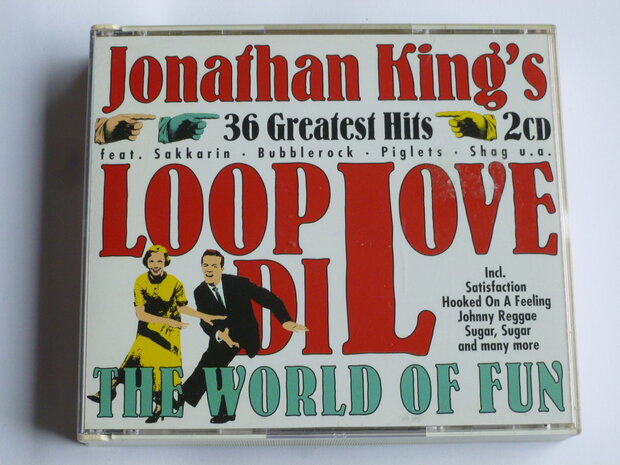 Jonathan King's
36 Greatest Hits 2CD
feat. Sakkarin · Bubblerock · Piglets · Shag u.a.
LOOP LOVE
DI
Incl.
Satisfaction
Hooked On A Feeling
Johnny Reggae
Sugar, Sugar
and many more
THE WORLD OF FUN